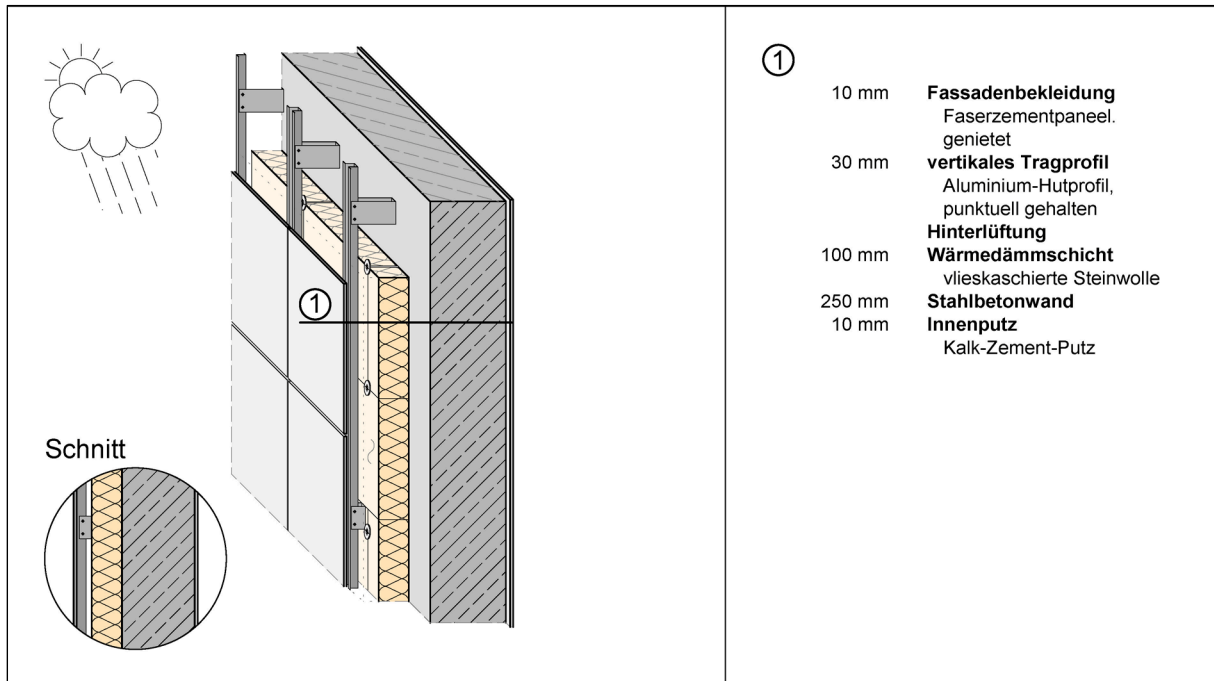 ①
10 mm Fassadenbekleidung
Faserzementpaneel.
genietet
30 mm vertikales Tragprofil
Aluminium-Hutprofil,
punktuell gehalten
Hinterlüftung
100 mm Wärmedämmschicht
vlieskaschierte Steinwolle
250 mm Stahlbetonwand
10 mm Innenputz
Kalk-Zement-Putz
①
Schnitt